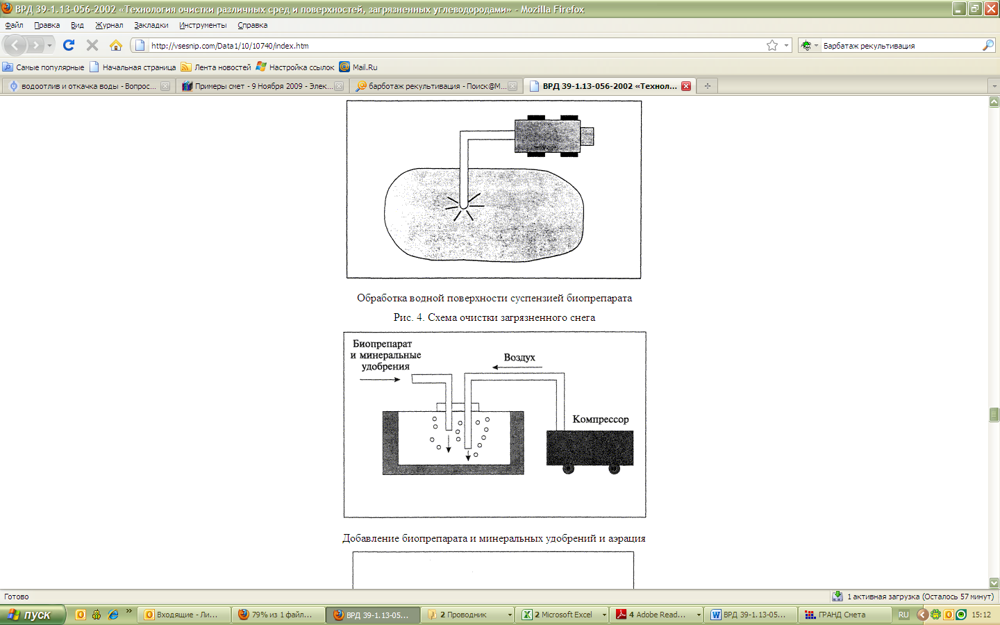 ВРД 39-1.13-056-2002 «Технология очистки различных сред и поверхностей, загрязненных углеводородами» - Mozilla Firefox
Файл Правка Вид Журнал Закладки Инструменты Справка
http://vsesnip.com/Data1/10/10740/index.htm
Барбатаж рекультивация
Самые популярные Начальная страница Лента новостей Настройка ссылок Mail.Ru
водоотлив и откачка воды - Вопрос...
Примеры смет - 9 Ноября 2009 - Элек...
барботаж рекультивация - Поиск@M...
ВРД 39-1.13-056-2002 «Технол...
Обработка водной поверхности суспензией биопрепарата
Рис. 4. Схема очистки загрязненного снега
Биопрепарат
и минеральные
удобрения
Воздух
Компрессор
Добавление биопрепарата и минеральных удобрений и аэрация
Готово
1 активная загрузка (Осталось 57 минут)
пуск
Входящие - Ли...
79% из 1 файл...
ВРД 39-1.13-05...
2 Проводник
2 Microsoft Excel
4 Adobe Read...
ВРД 39-1.13-05...
ГРАНД Смета
RU
15:12